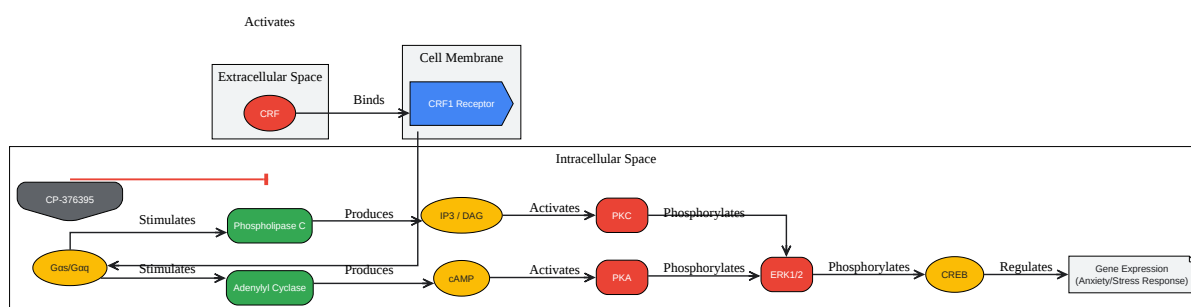 Activates
Cell Membrane
Extracellular Space
CRF
Binds
CRF1 Receptor
Intracellular Space
CP-376395
Stimulates
Phospholipase C
Produces
IP3 / DAG
Activates
PKC
Phosphorylates
Gαs/Gαq
Stimulates
Adenylyl Cyclase
Produces
cAMP
Activates
PKA
Phosphorylates
ERK1/2
Phosphorylates
CREB
Regulates
Gene Expression
(Anxiety/Stress Response)